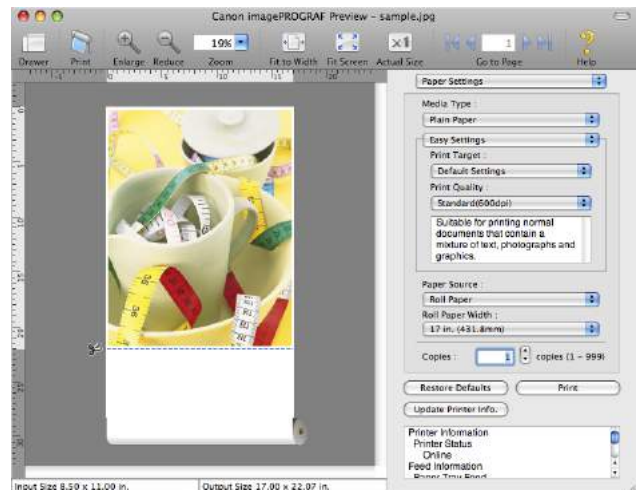 Canon imagePROGRAF Preview - sample.jpg
19% 1
Drawer Print Enlarge Reduce Zoom Fit to Width Fit Screen Actual Size Go to Page Help
Paper Settings
Media Type :
Plain Paper
Easy Settings
Print Target :
Default Settings
Print Quality :
Standard(600dpi)
Suitable for printing normal
documents that contain a
mixture of text, photographs and
graphics.
Paper Source :
Roll Paper
Roll Paper Width :
17 in. (431.8mm)
Copies : 1 copies (1 - 999)
Restore Defaults Print
Update Printer Info.
Printer Information
Printer Status
Online
Feed Information
Input Size 8.50 x 11.00 in. Output Size 17.00 x 22.07 in.